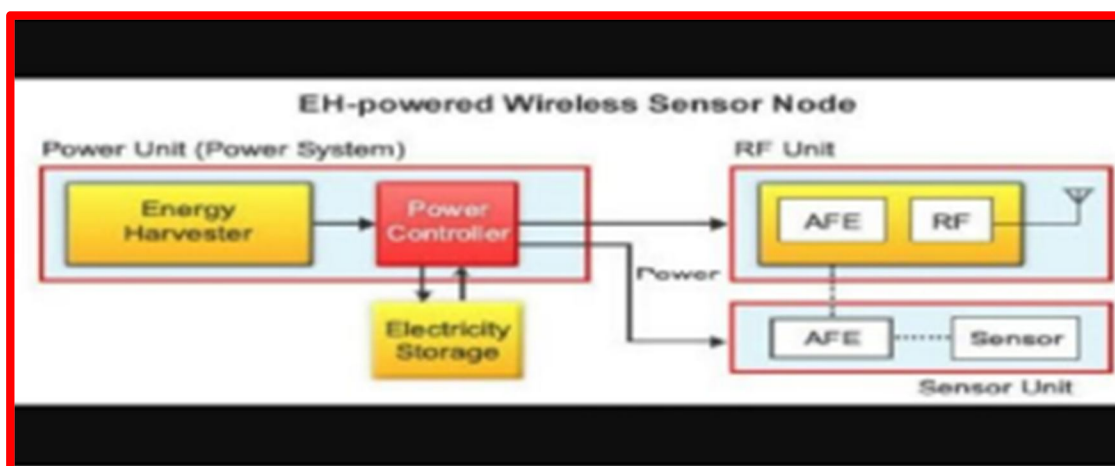 EH-powered Wireless Sensor Node
Power Unit (Power System)
RF Unit
Energy
Harvester
Power
Controller
AFE
RF
Power
Electricity
Storage
AFE
Sensor
Sensor Unit